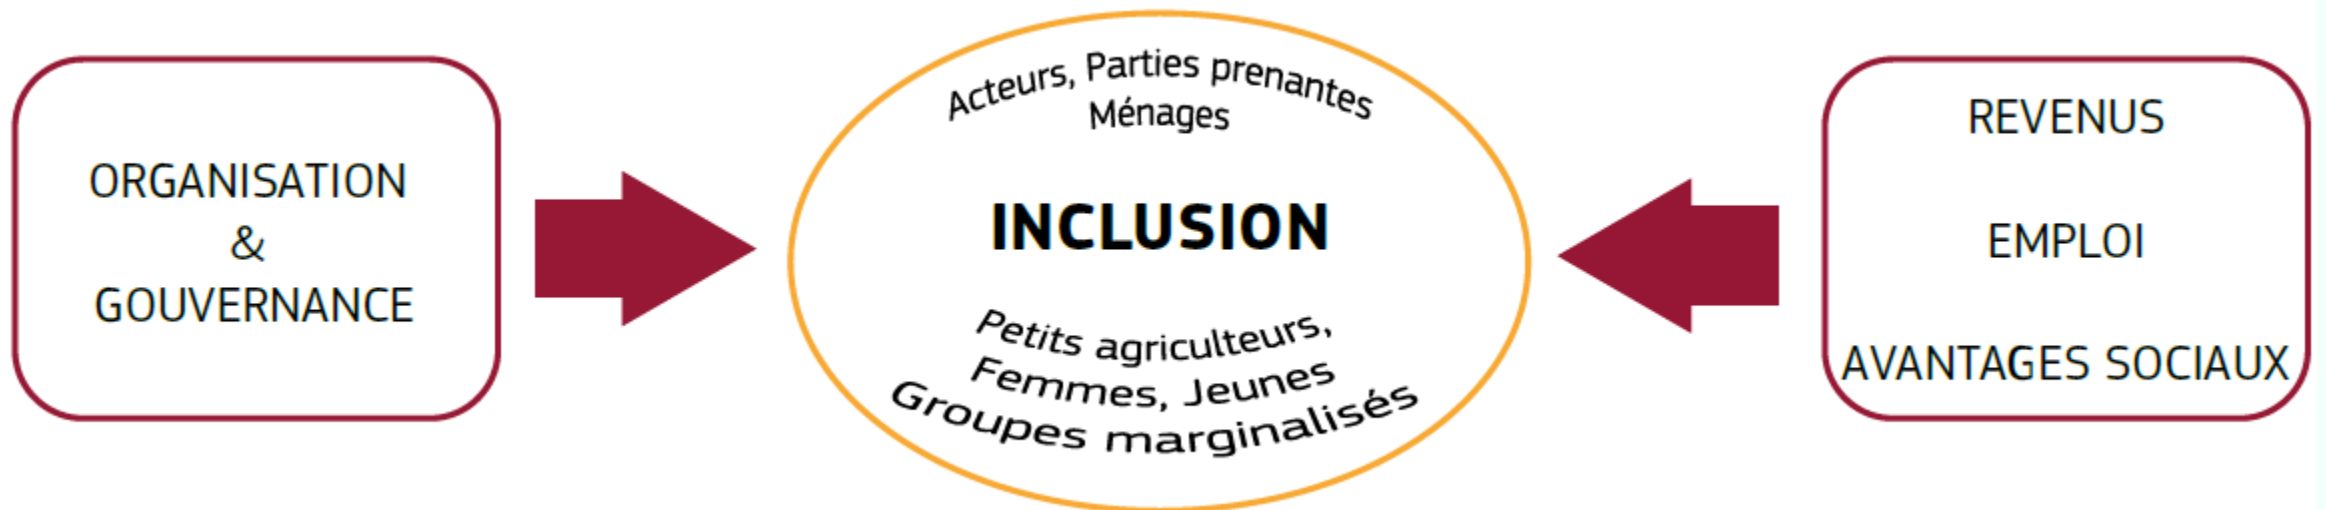 ORGANISATION
&
GOUVERNANCE
Acteurs, Parties prenantes
Ménages
INCLUSION
Petits agriculteurs,
Femmes, Jeunes
Groupes marginalisés
REVENUS
EMPLOI
AVANTAGES SOCIAUX